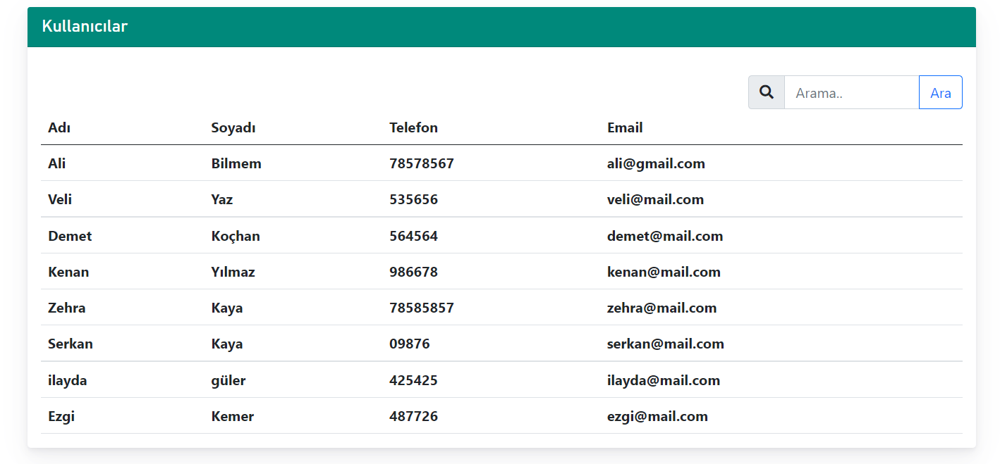 Kullanıcılar
Arama.. Ara
Adı Soyadı Telefon Email
Ali Bilmem 78578567 ali@gmail.com
Veli Yaz 535656 veli@mail.com
Demet Koçhan 564564 demet@mail.com
Kenan Yılmaz 986678 kenan@mail.com
Zehra Kaya 78585857 zehra@mail.com
Serkan Kaya 09876 serkan@mail.com
ilayda güler 425425 ilayda@mail.com
Ezgi Kemer 487726 ezgi@mail.com